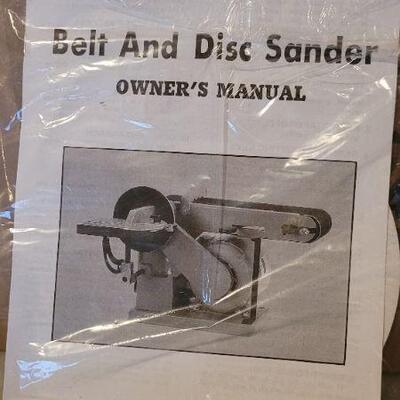 Belt And Disc Sander
OWNER'S MANUAL